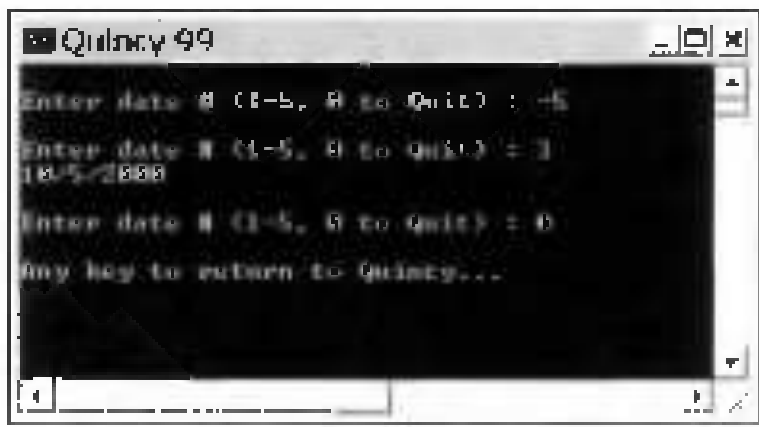 Quincy 99
Enter date # (1-5, 0 to Quit) : -5
Enter date # (1-5, 0 to Quit) : 3
10/5/2000
Enter date # (1-5, 0 to Quit) : 0
Any key to return to Quincy...